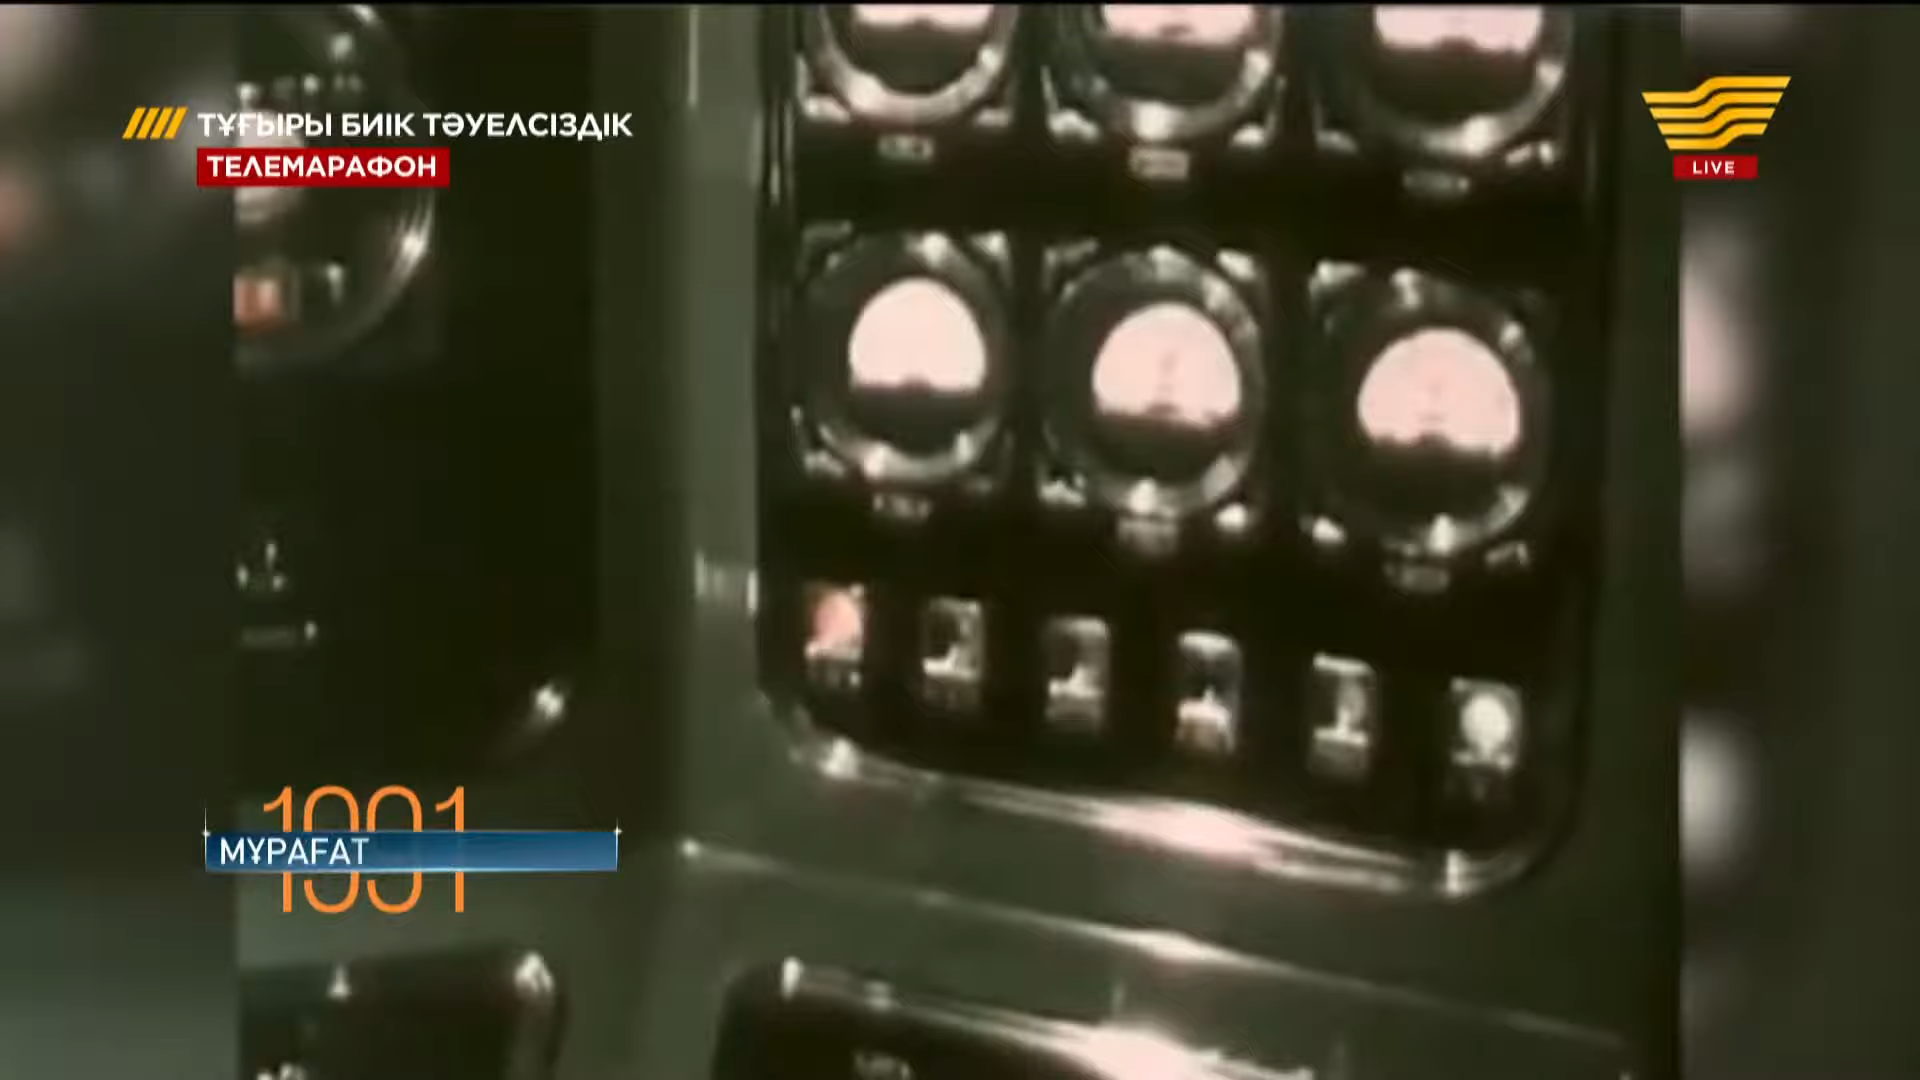 ТҰҒЫРЫ БИІК ТӘУЕЛСІЗДІК
ТЕЛЕМАРАФОН
LIVE
1991
МҰРАҒАТ